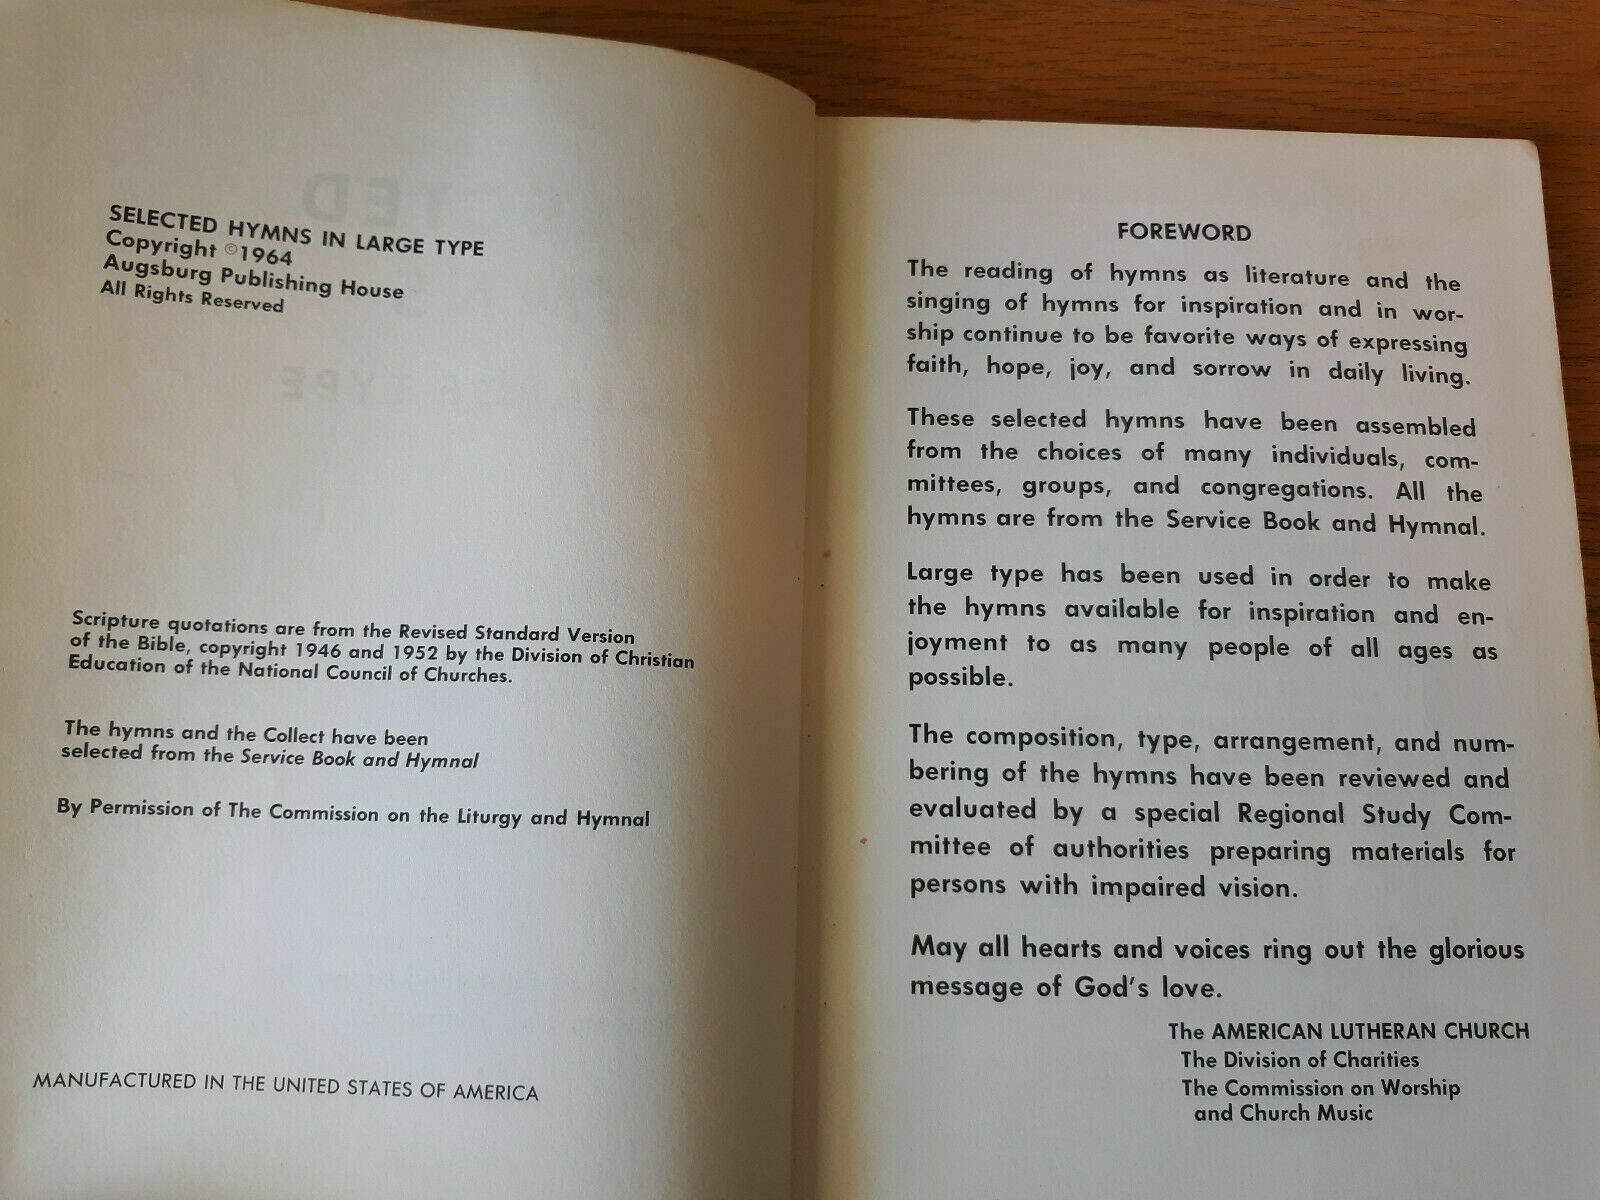 SELECTED HYMNS IN LARGE TYPE
Copyright ©1964
Augsburg Publishing House
All Rights Reserved
Scripture quotations are from the Revised Standard Version
of the Bible, copyright 1946 and 1952 by the Division of Christian
Education of the National Council of Churches.
The hymns and the Collect have been
selected from the Service Book and Hymnal
By Permission of The Commission on the Liturgy and Hymnal
MANUFACTURED IN THE UNITED STATES OF AMERICA
FOREWORD
The reading of hymns as literature and the
singing of hymns for inspiration and in wor-
ship continue to be favorite ways of expressing
faith, hope, joy, and sorrow in daily living.
These selected hymns have been assembled
from the choices of many individuals, com-
mittees, groups, and congregations. All the
hymns are from the Service Book and Hymnal.
Large type has been used in order to make
the hymns available for inspiration and en-
joyment to as many people of all ages as
possible.
The composition, type, arrangement, and num-
bering of the hymns have been reviewed and
evaluated by a special Regional Study Com-
mittee of authorities preparing materials for
persons with impaired vision.
May all hearts and voices ring out the glorious
message of God's love.
The AMERICAN LUTHERAN CHURCH
The Division of Charities
The Commission on Worship
and Church Music